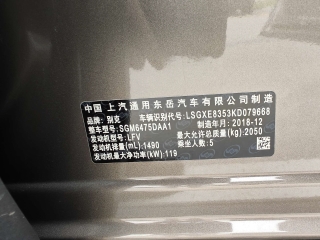 中国 上汽通用东岳汽车有限公司制造
品牌: 别克 车辆识别代号: LSGXE8353KD079668
整车型号: SGM6475DAA1 制造年月: 2018-12
发动机型号: LFV 最大允许总质量(kg): 2050
发动机排量(mL): 1490 乘坐人数: 5
发动机最大净功率(kW): 119